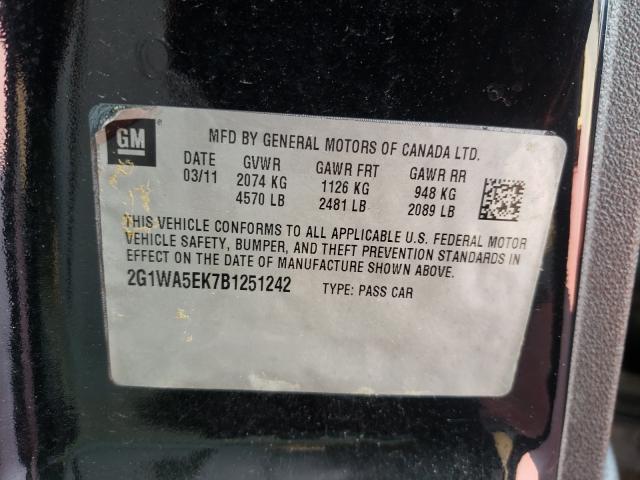 GM
MFD BY GENERAL MOTORS OF CANADA LTD.
DATE GVWR GAWR FRT GAWR RR
03/11 2074 KG 1126 KG 948 KG
4570 LB 2481 LB 2089 LB
THIS VEHICLE CONFORMS TO ALL APPLICABLE U.S. FEDERAL MOTOR
VEHICLE SAFETY, BUMPER, AND THEFT PREVENTION STANDARDS IN
EFFECT ON THE DATE OF MANUFACTURE SHOWN ABOVE.
2G1WA5EK7B1251242 TYPE: PASS CAR